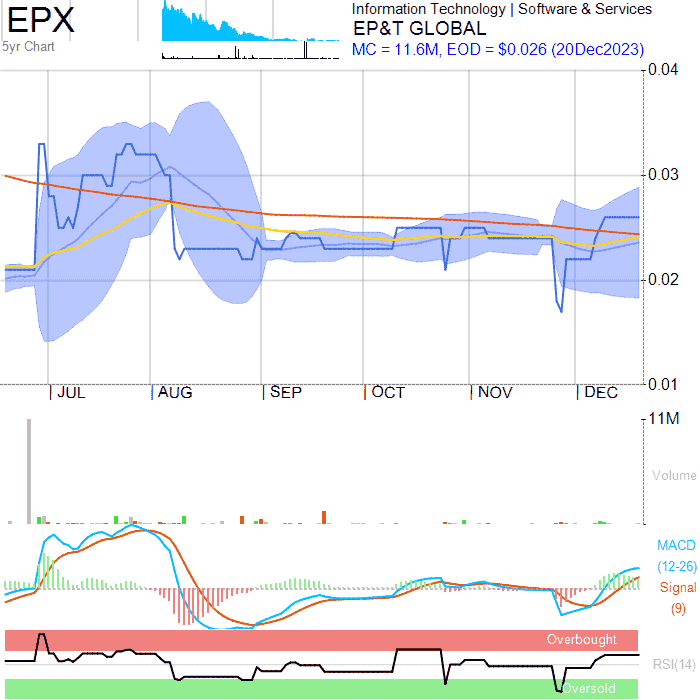 EPX
5yr Chart
Information Technology | Software & Services
EP&T GLOBAL
MC = 11.6M, EOD = $0.026 (20Dec2023)
0.04
0.03
0.02
0.01
JUL AUG SEP OCT NOV DEC
11M
Volume
MACD
(12-26)
Signal
(9)
Overbought
RSI(14)
Oversold